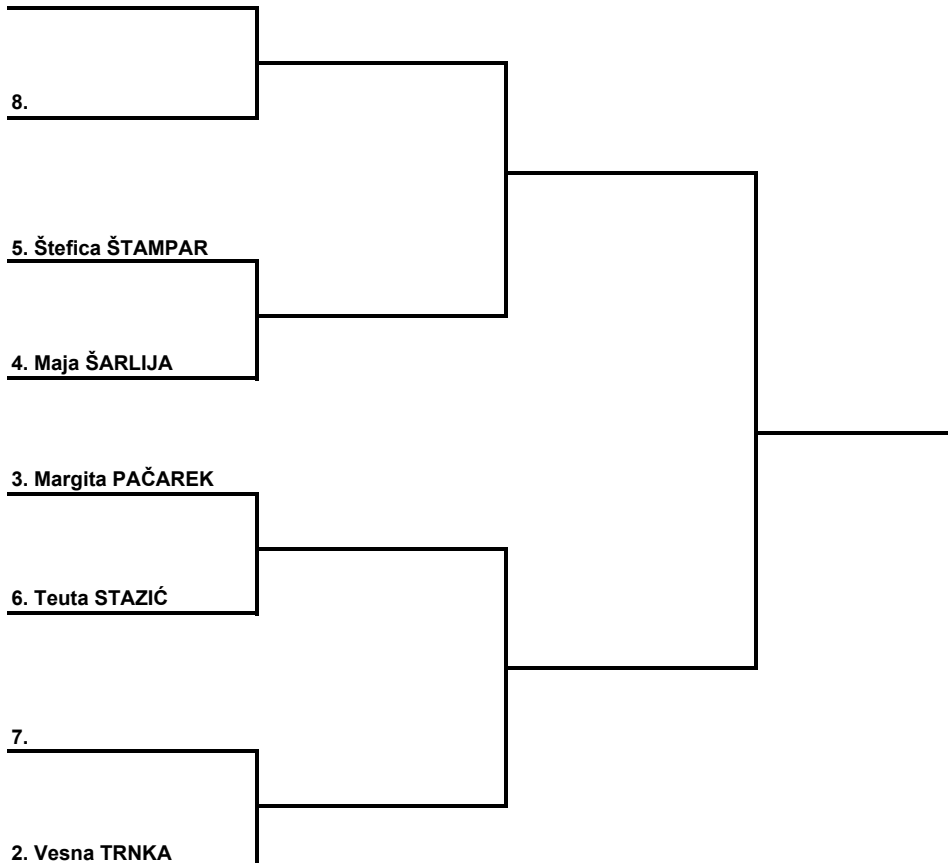 8.
5. Štefica ŠTAMPAR
4. Maja ŠARLIJA
3. Margita PAČAREK
6. Teuta STAZIĆ
7.
2. Vesna TRNKA